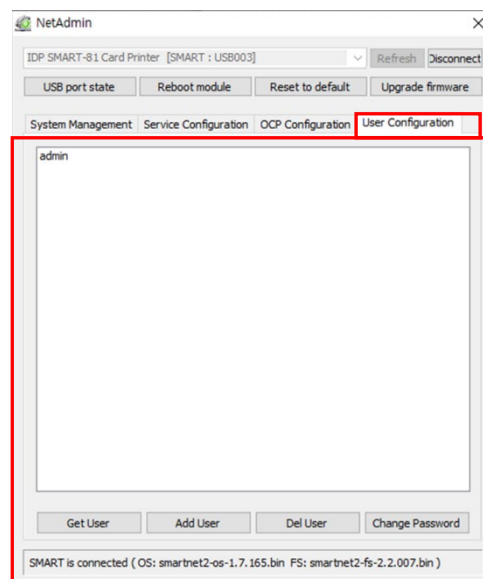 NetAdmin
IDP SMART-81 Card Printer [SMART : USB003] Refresh Disconnect
USB port state Reboot module Reset to default Upgrade firmware
System Management Service Configuration OCP Configuration User Configuration
admin
Get User Add User Del User Change Password
SMART is connected ( OS: smartnet2-os-1.7.165.bin FS: smartnet2-fs-2.2.007.bin )